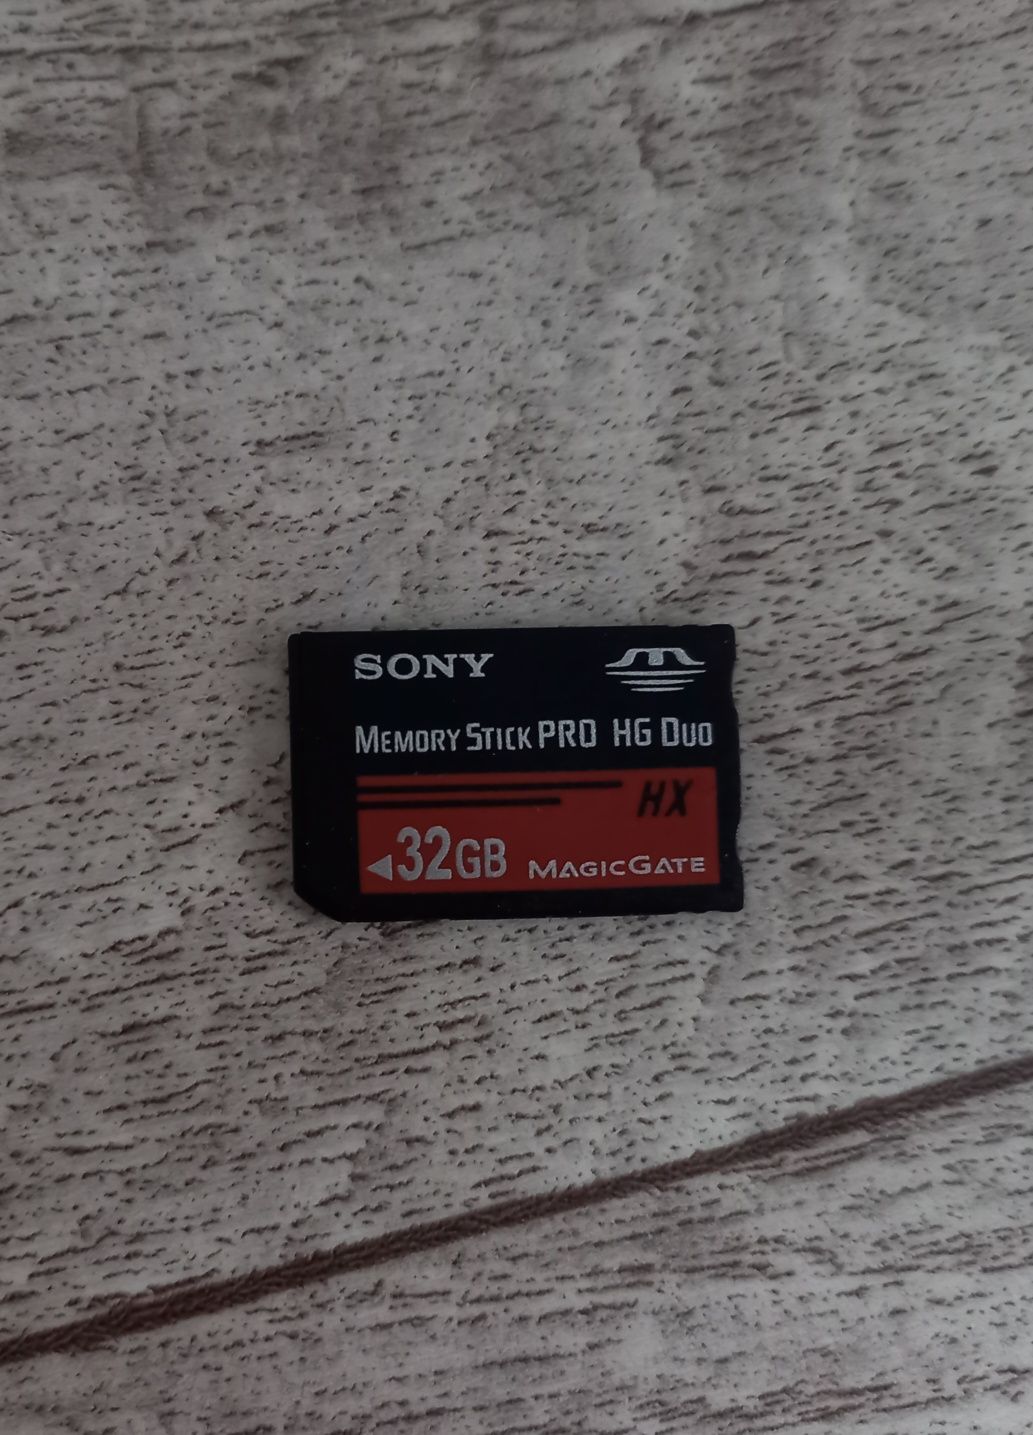 SONY
MEMORY STICK PRO HG DUO
HX
32GB MAGICGATE